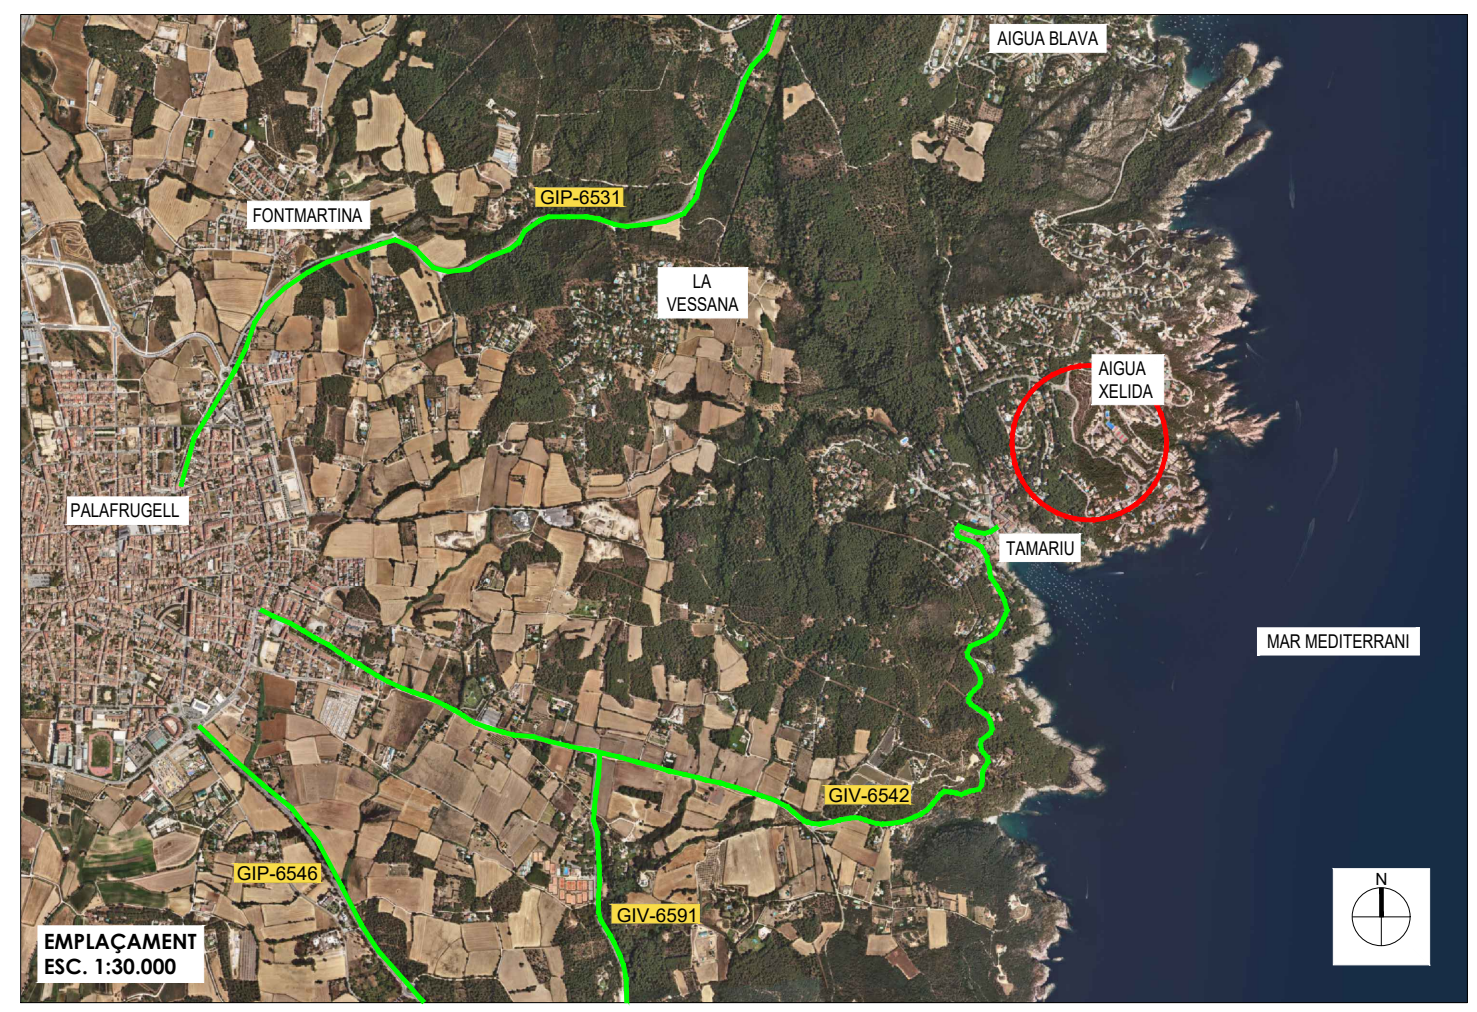 AIGUA BLAVA
GIP-6531
FONTMARTINA
LA
VESSANA
AIGUA
XELIDA
PALAFRUGELL
TAMARIU
MAR MEDITERRANI
GIV-6542
GIP-6546
GIV-6591
N
EMPLAÇAMENT
ESC. 1:30.000